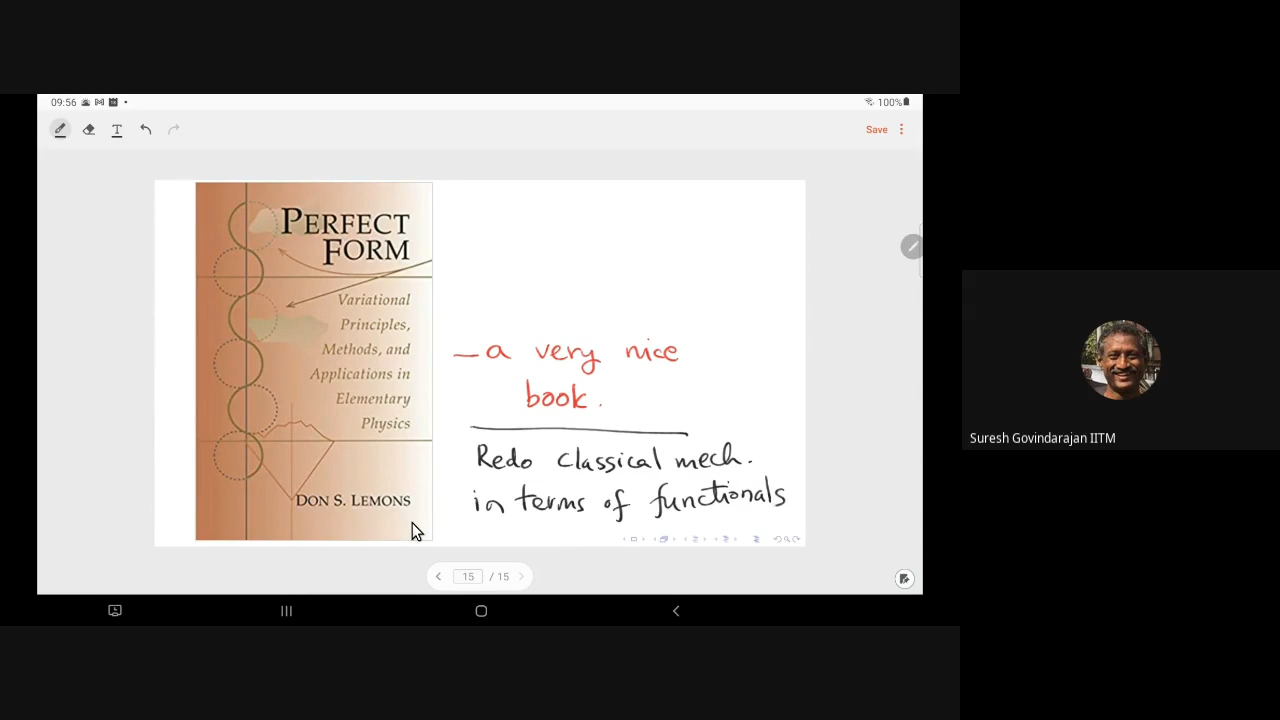 09:56
100%
Save
PERFECT
FORM
Variational
Principles,
Methods, and
Applications in
Elementary
Physics
DON S. LEMONS
— a very nice
book.
Redo classical mech.
in terms of functionals
15 / 15
Suresh Govindarajan IITM